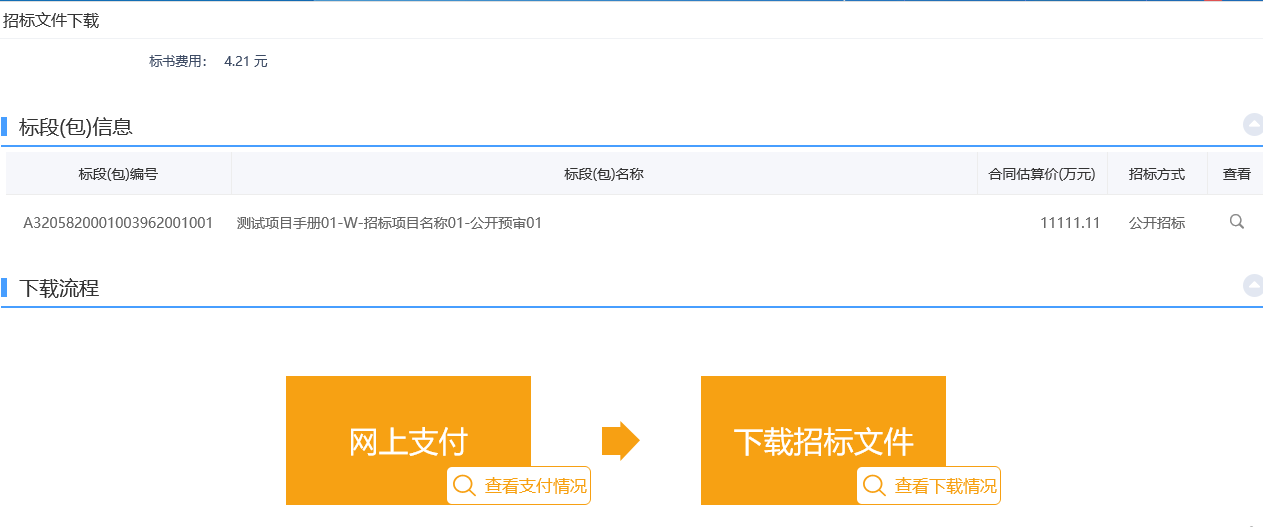 招标文件下载
标书费用： 4.21 元
标段(包)信息
标段(包)编号 标段(包)名称 合同估算价(万元) 招标方式 查看
A3205820001003962001001 测试项目手册01-W-招标项目名称01-公开预审01 11111.11 公开招标
下载流程
网上支付 下载招标文件
查看支付情况 查看下载情况